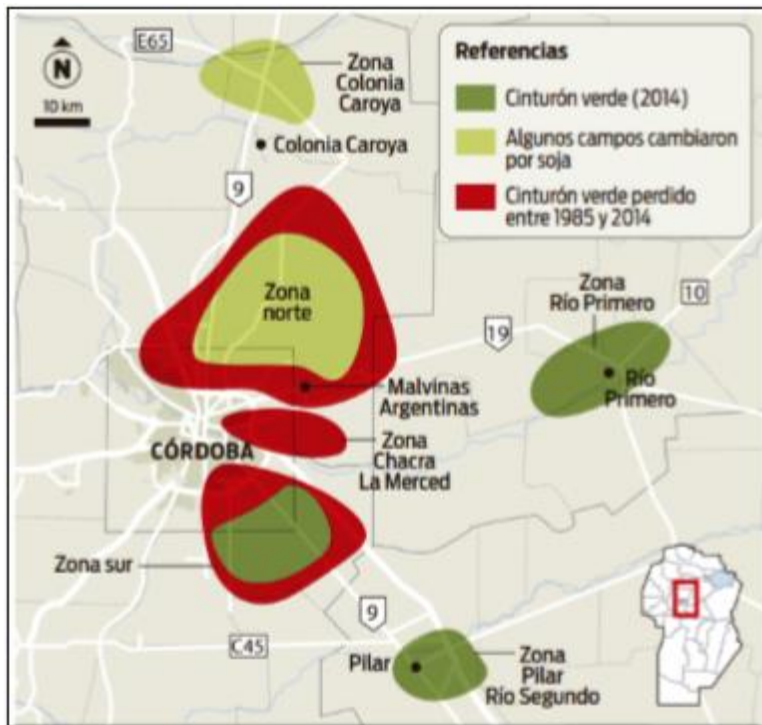 E65
N
10 km
Zona
Colonia
Caroya
Colonia Caroya
9
Referencias
Cinturón verde (2014)
Algunos campos cambiaron
por soja
Cinturón verde perdido
entre 1985 y 2014
Zona
norte
Zona
Río Primero
10
19
Río
Primero
Malvinas
Argentinas
CÓRDOBA
Zona
Chacra
La Merced
Zona sur
9
C45
Pilar
Zona
Pilar
Río Segundo